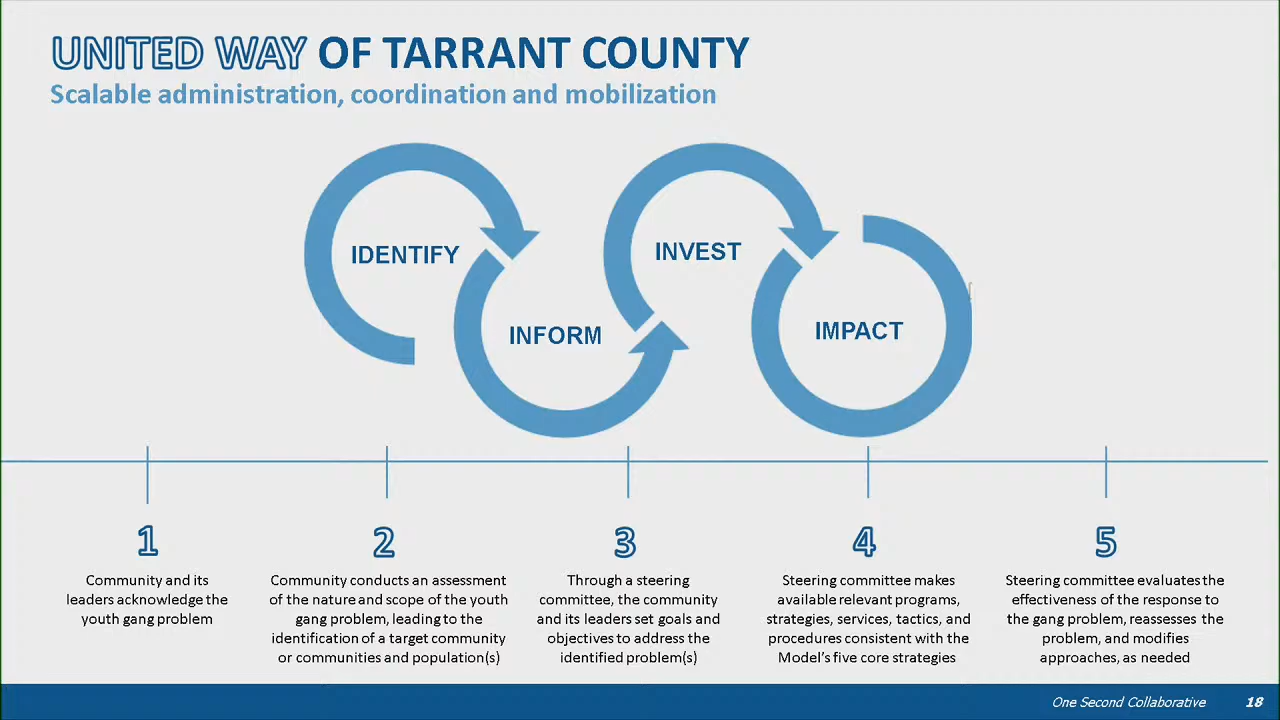 UNITED WAY OF TARRANT COUNTY
Scalable administration, coordination and mobilization
IDENTIFY
INFORM
INVEST
IMPACT
1
Community and its
leaders acknowledge the
youth gang problem
2
Community conducts an assessment
of the nature and scope of the youth
gang problem, leading to the
identification of a target community
or communities and population(s)
3
Through a steering
committee, the community
and its leaders set goals and
objectives to address the
identified problem(s)
4
Steering committee makes
available relevant programs,
strategies, services, tactics, and
procedures consistent with the
Model's five core strategies
5
Steering committee evaluates the
effectiveness of the response to
the gang problem, reassesses the
problem, and modifies
approaches, as needed
One Second Collaborative 18